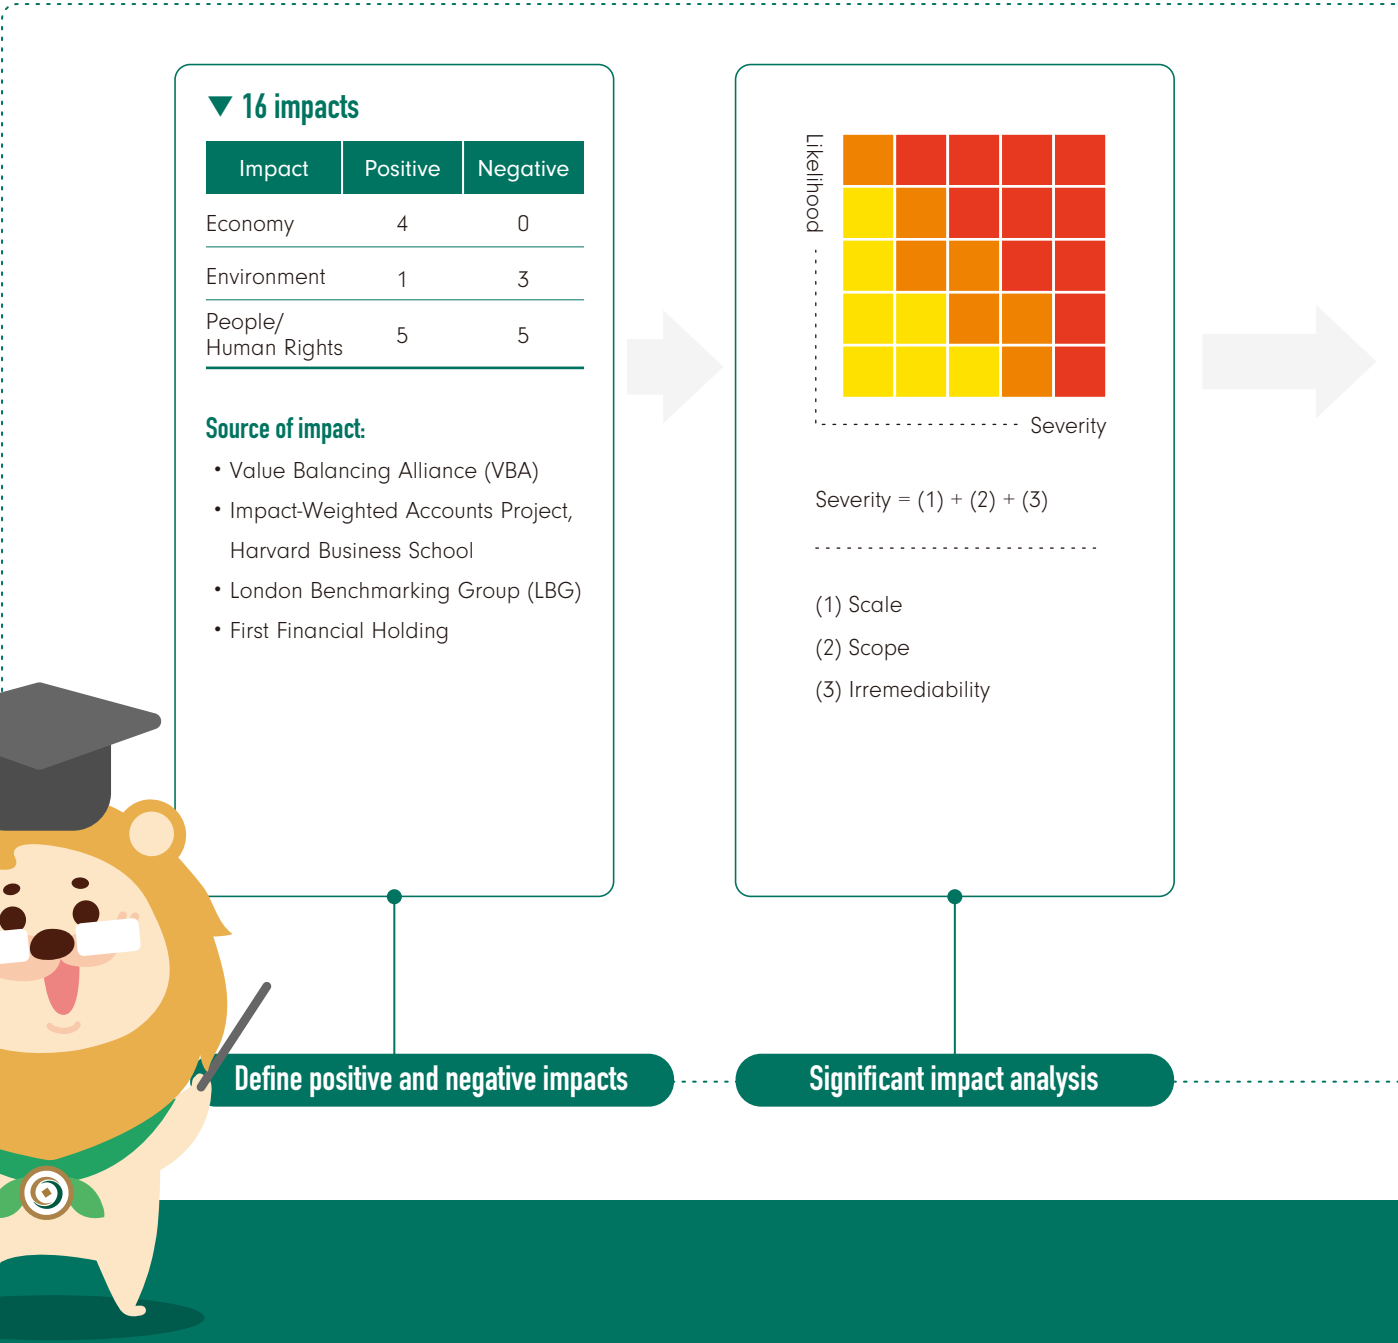 ▼ 16 impacts
Impact Positive Negative
Economy 4 0
Environment 1 3
People/
Human Rights 5 5
Source of impact:
• Value Balancing Alliance (VBA)
• Impact-Weighted Accounts Project,
Harvard Business School
• London Benchmarking Group (LBG)
• First Financial Holding
Define positive and negative impacts
Likelihood
Severity
Severity = (1) + (2) + (3)
(1) Scale
(2) Scope
(3) Irremediability
Significant impact analysis